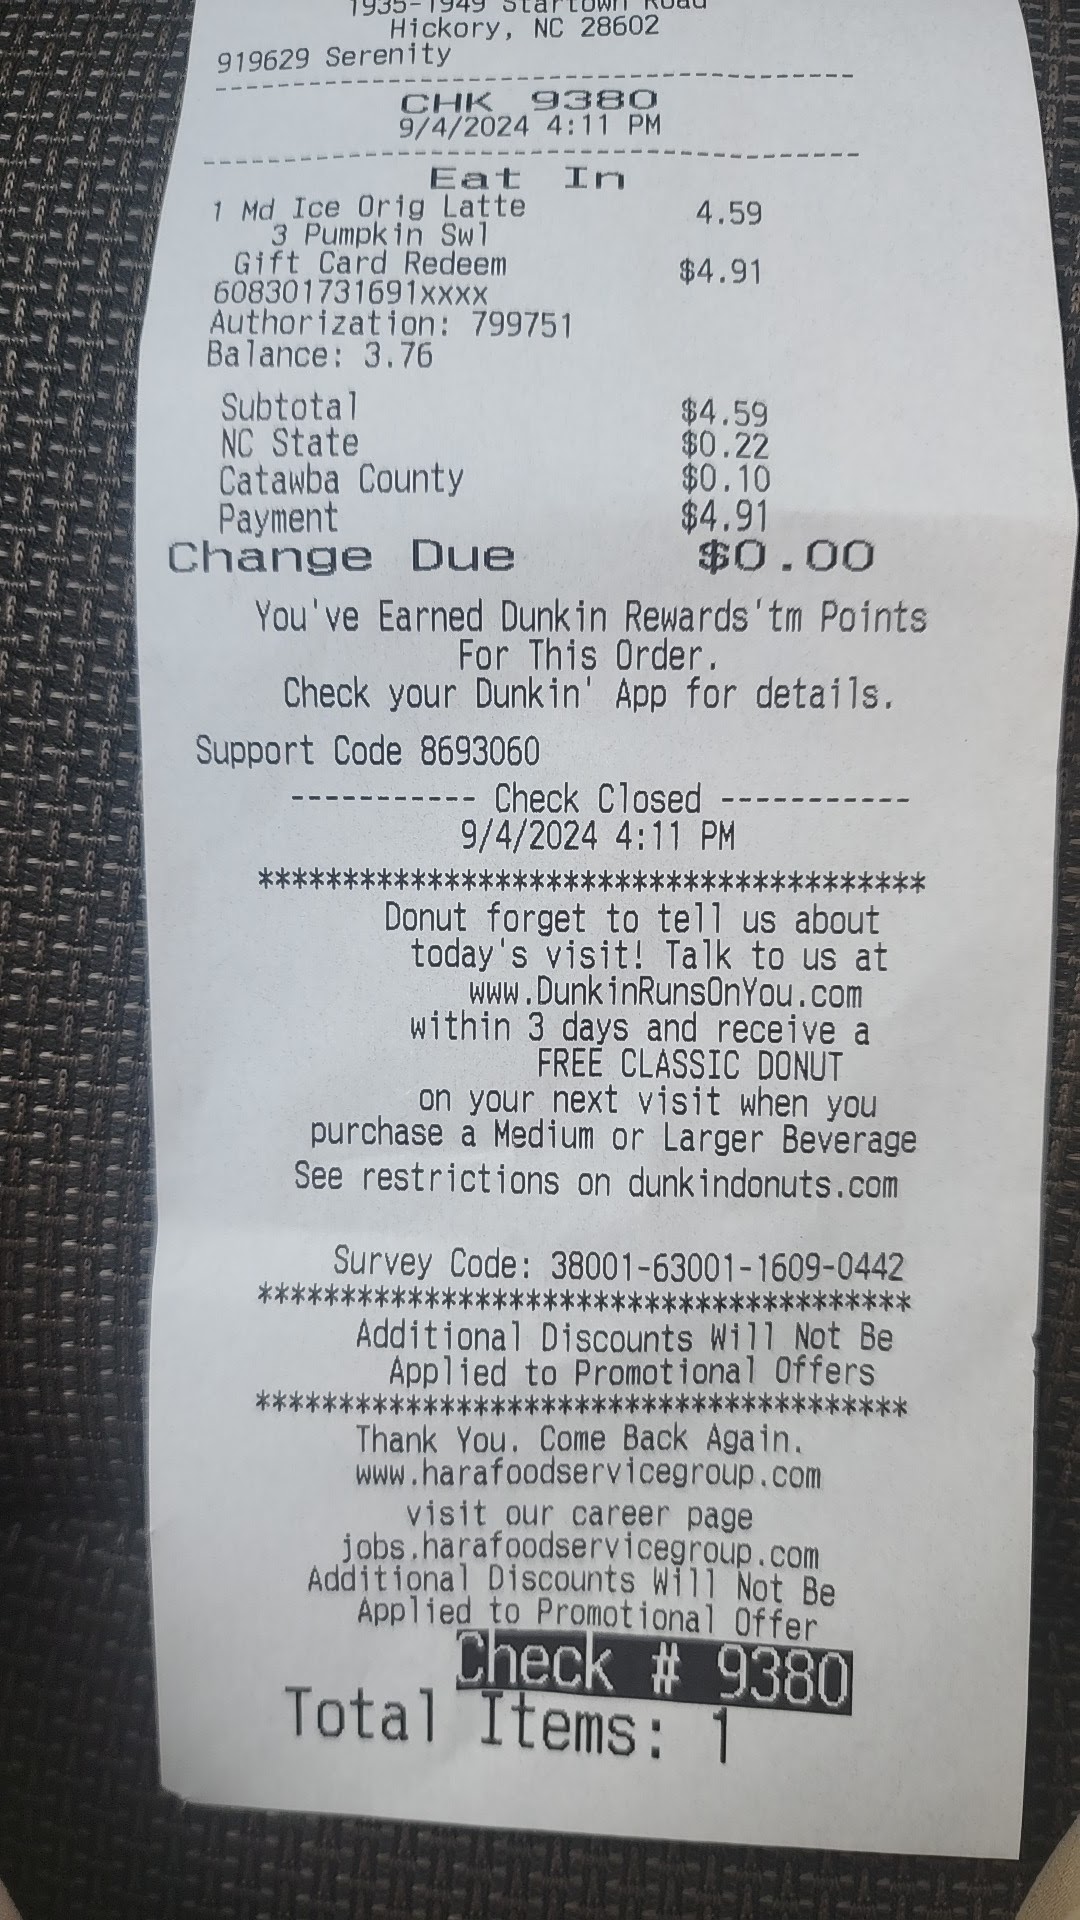 1935-1949 Startown Road
Hickory, NC 28602
919629 Serenity
------------------------------------------
CHK 9380
9/4/2024 4:11 PM
------------------------------------------
Eat In
1 Md Ice Orig Latte 4.59
3 Pumpkin Swl
Gift Card Redeem $4.91
608301731691xxxx
Authorization: 799751
Balance: 3.76
Subtotal $4.59
NC State $0.22
Catawba County $0.10
Payment $4.91
Change Due $0.00
You've Earned Dunkin Rewards'tm Points
For This Order.
Check your Dunkin' App for details.
Support Code 8693060
----------- Check Closed -----------
9/4/2024 4:11 PM
****************************************
Donut forget to tell us about
today's visit! Talk to us at
www.DunkinRunsOnYou.com
within 3 days and receive a
FREE CLASSIC DONUT
on your next visit when you
purchase a Medium or Larger Beverage
See restrictions on dunkindonuts.com
Survey Code: 38001-63001-1609-0442
****************************************
Additional Discounts Will Not Be
Applied to Promotional Offers
****************************************
Thank You. Come Back Again.
www.harafoodservicegroup.com
visit our career page
jobs.harafoodservicegroup.com
Additional Discounts Will Not Be
Applied to Promotional Offer
Check # 9380
Total Items: 1